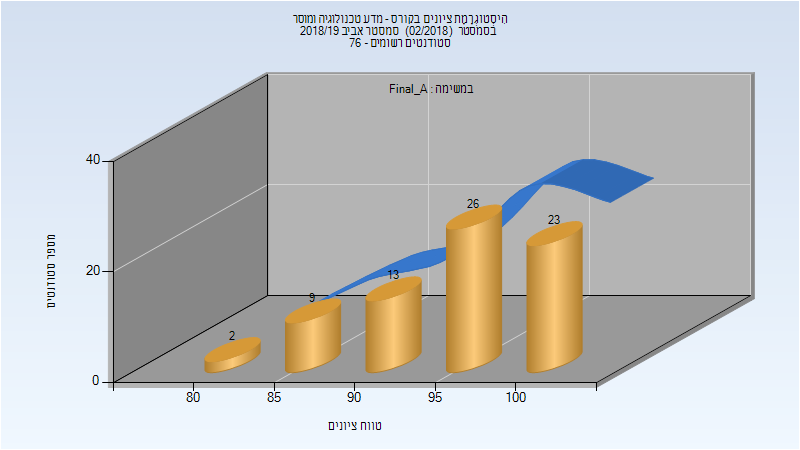 היסטוגרמת ציונים בקורס - מדע טכנולוגיה ומוסר
בסמסטר (02/2018) סמסטר אביב 2018/19
סטודנטים רשומים - 76
במשימה : Final_A
מספר סטודנטים
40
20
0
2
9
13
26
23
80
85
90
95
100
טווח ציונים